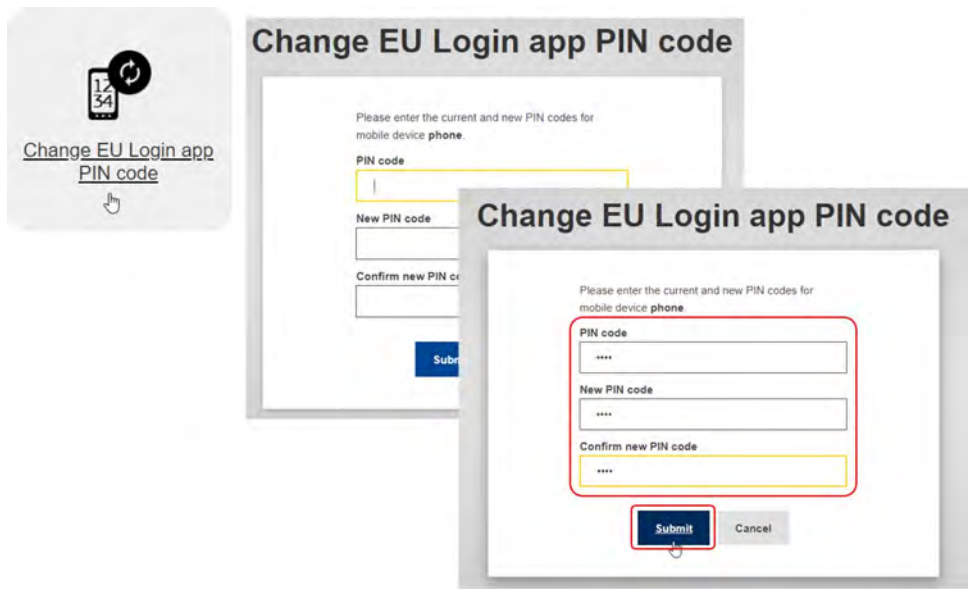 12
34
Change EU Login app
PIN code
Change EU Login app PIN code
Please enter the current and new PIN codes for
mobile device phone.
PIN code
New PIN code
Confirm new PIN co
Subm
Change EU Login app PIN code
Please enter the current and new PIN codes for
mobile device phone.
PIN code
••••
New PIN code
••••
Confirm new PIN code
••••
Submit Cancel